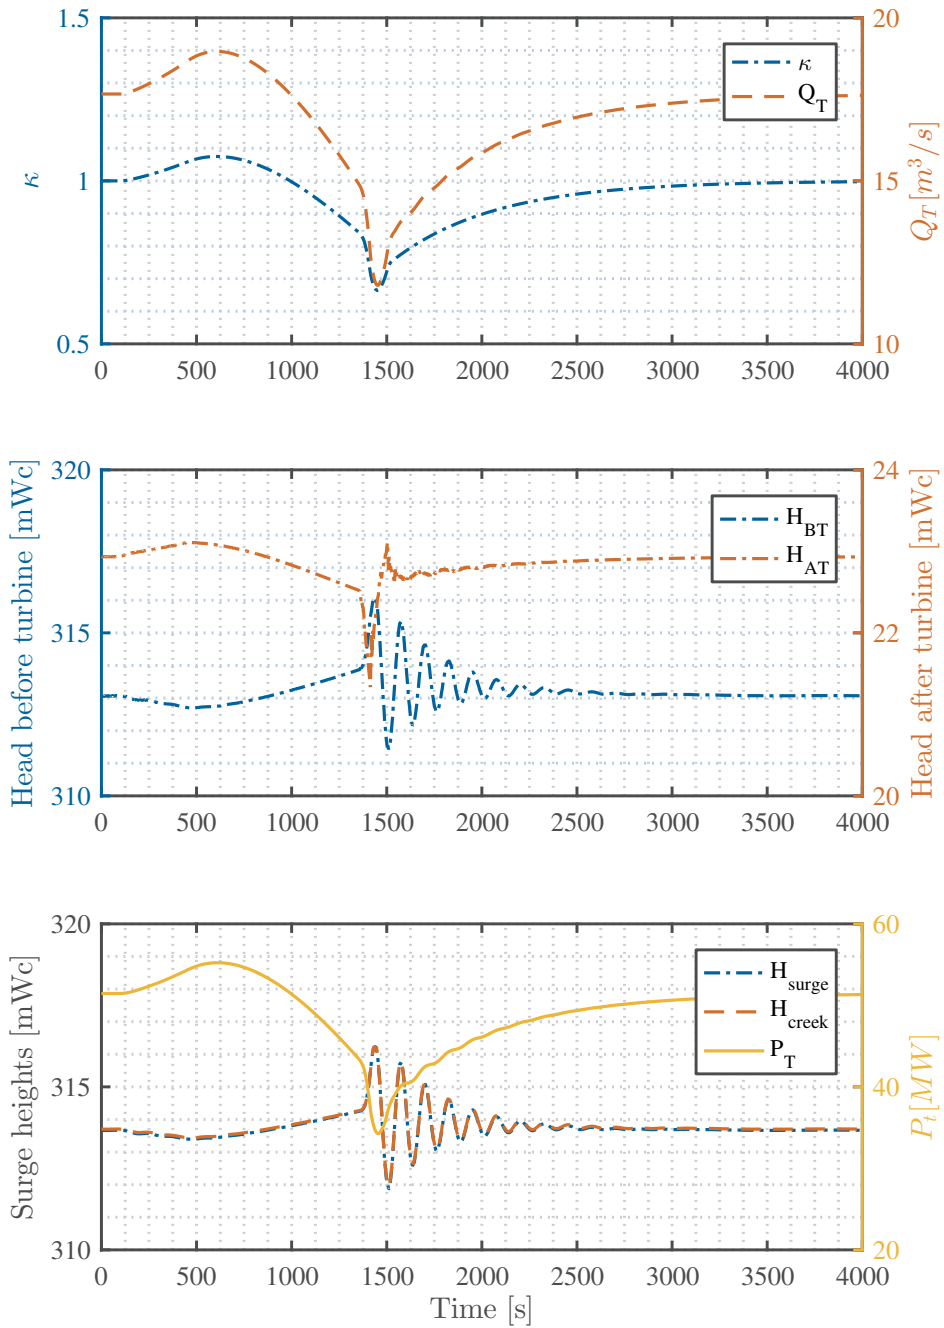 1.5
1
0.5
κ
20
15
10
Q_T [m^3/s]
κ
Q_T
0 500 1000 1500 2000 2500 3000 3500 4000
320
315
310
Head before turbine [mWc]
24
22
20
Head after turbine [mWc]
H_BT
H_AT
0 500 1000 1500 2000 2500 3000 3500 4000
320
315
310
Surge heights [mWc]
60
40
20
P_t [MW]
H_surge
H_creek
P_T
0 500 1000 1500 2000 2500 3000 3500 4000
Time [s]